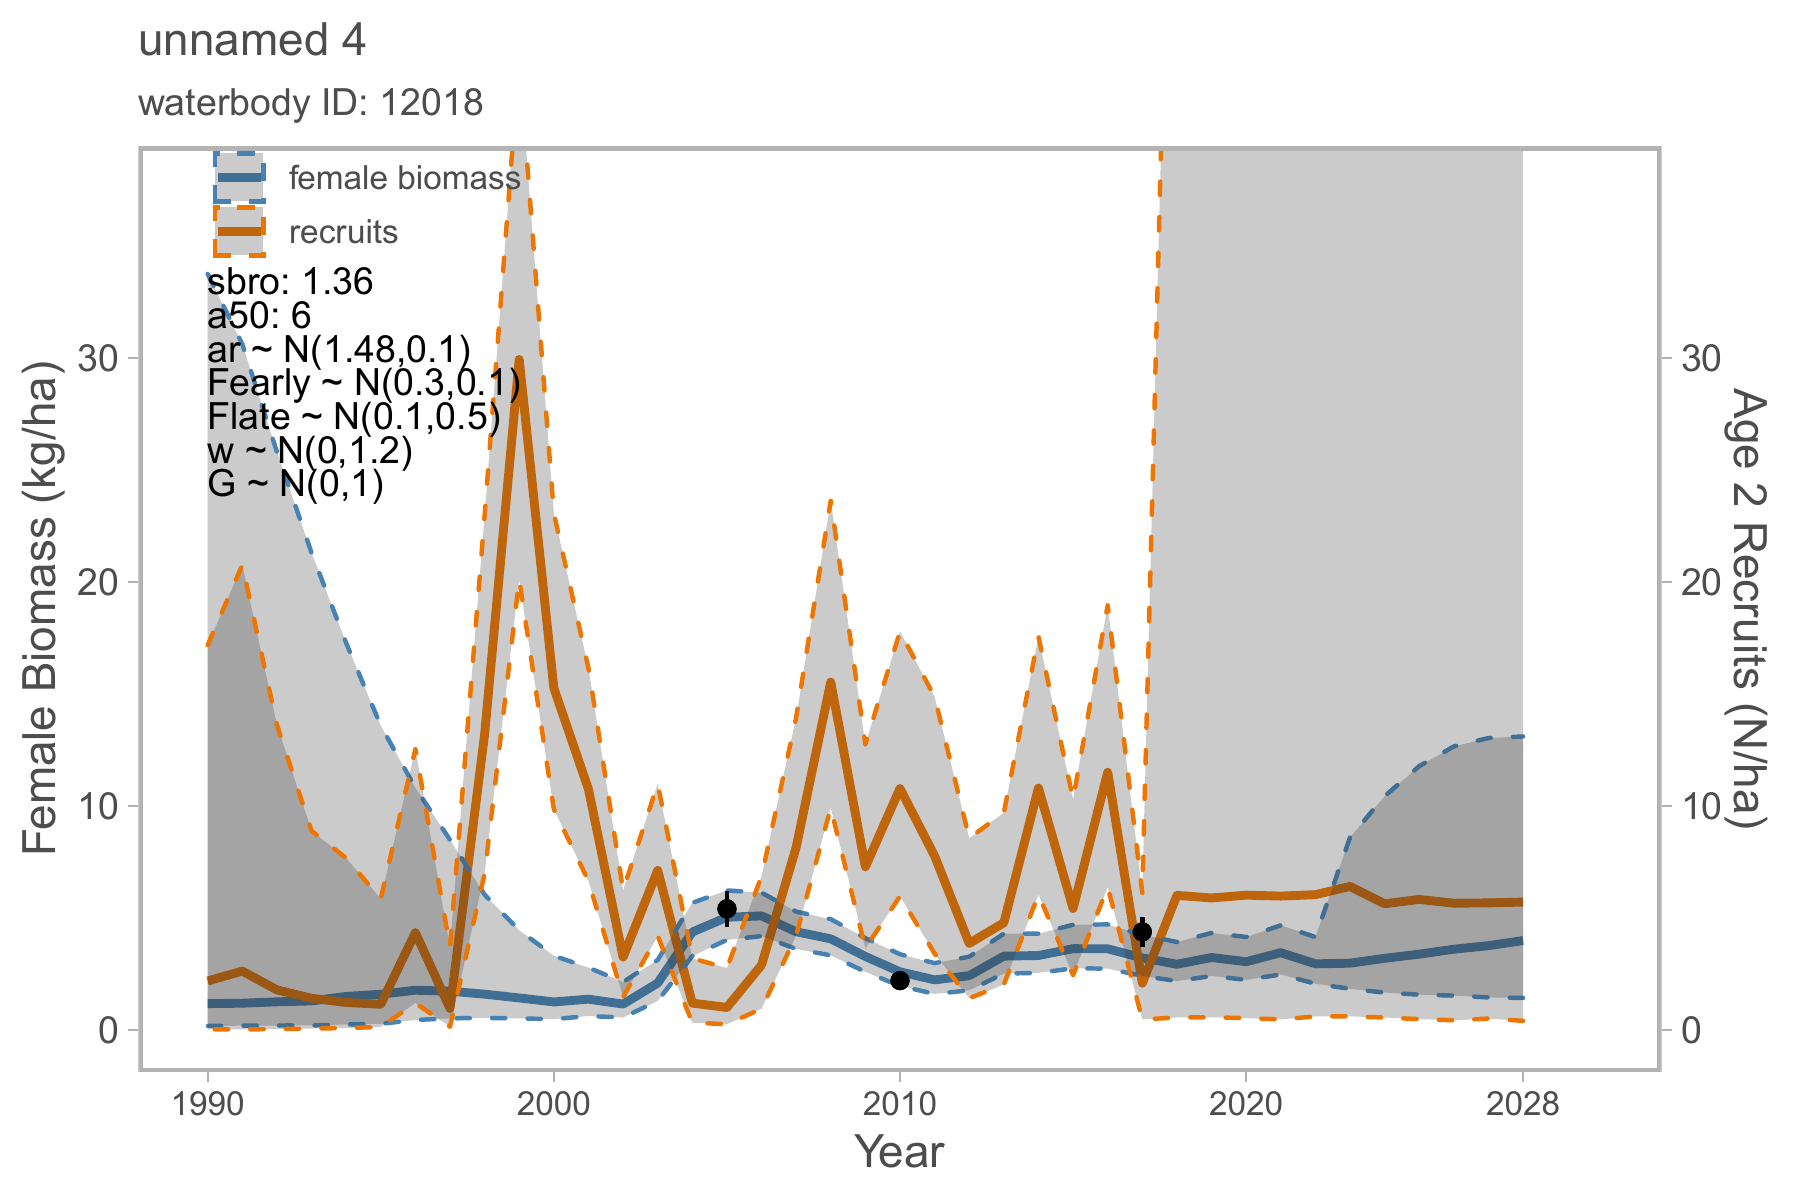 unnamed 4
waterbody ID: 12018
female biomass
recruits
sbro: 1.36
a50: 6
ar ~ N(1.48,0.1)
Fearly ~ N(0.3,0.1)
Flate ~ N(0.1,0.5)
w ~ N(0,1.2)
G ~ N(0,1)
Female Biomass (kg/ha)
30
20
10
0
30
20
10
0
Age 2 Recruits (N/ha)
1990 2000 2010 2020 2028
Year